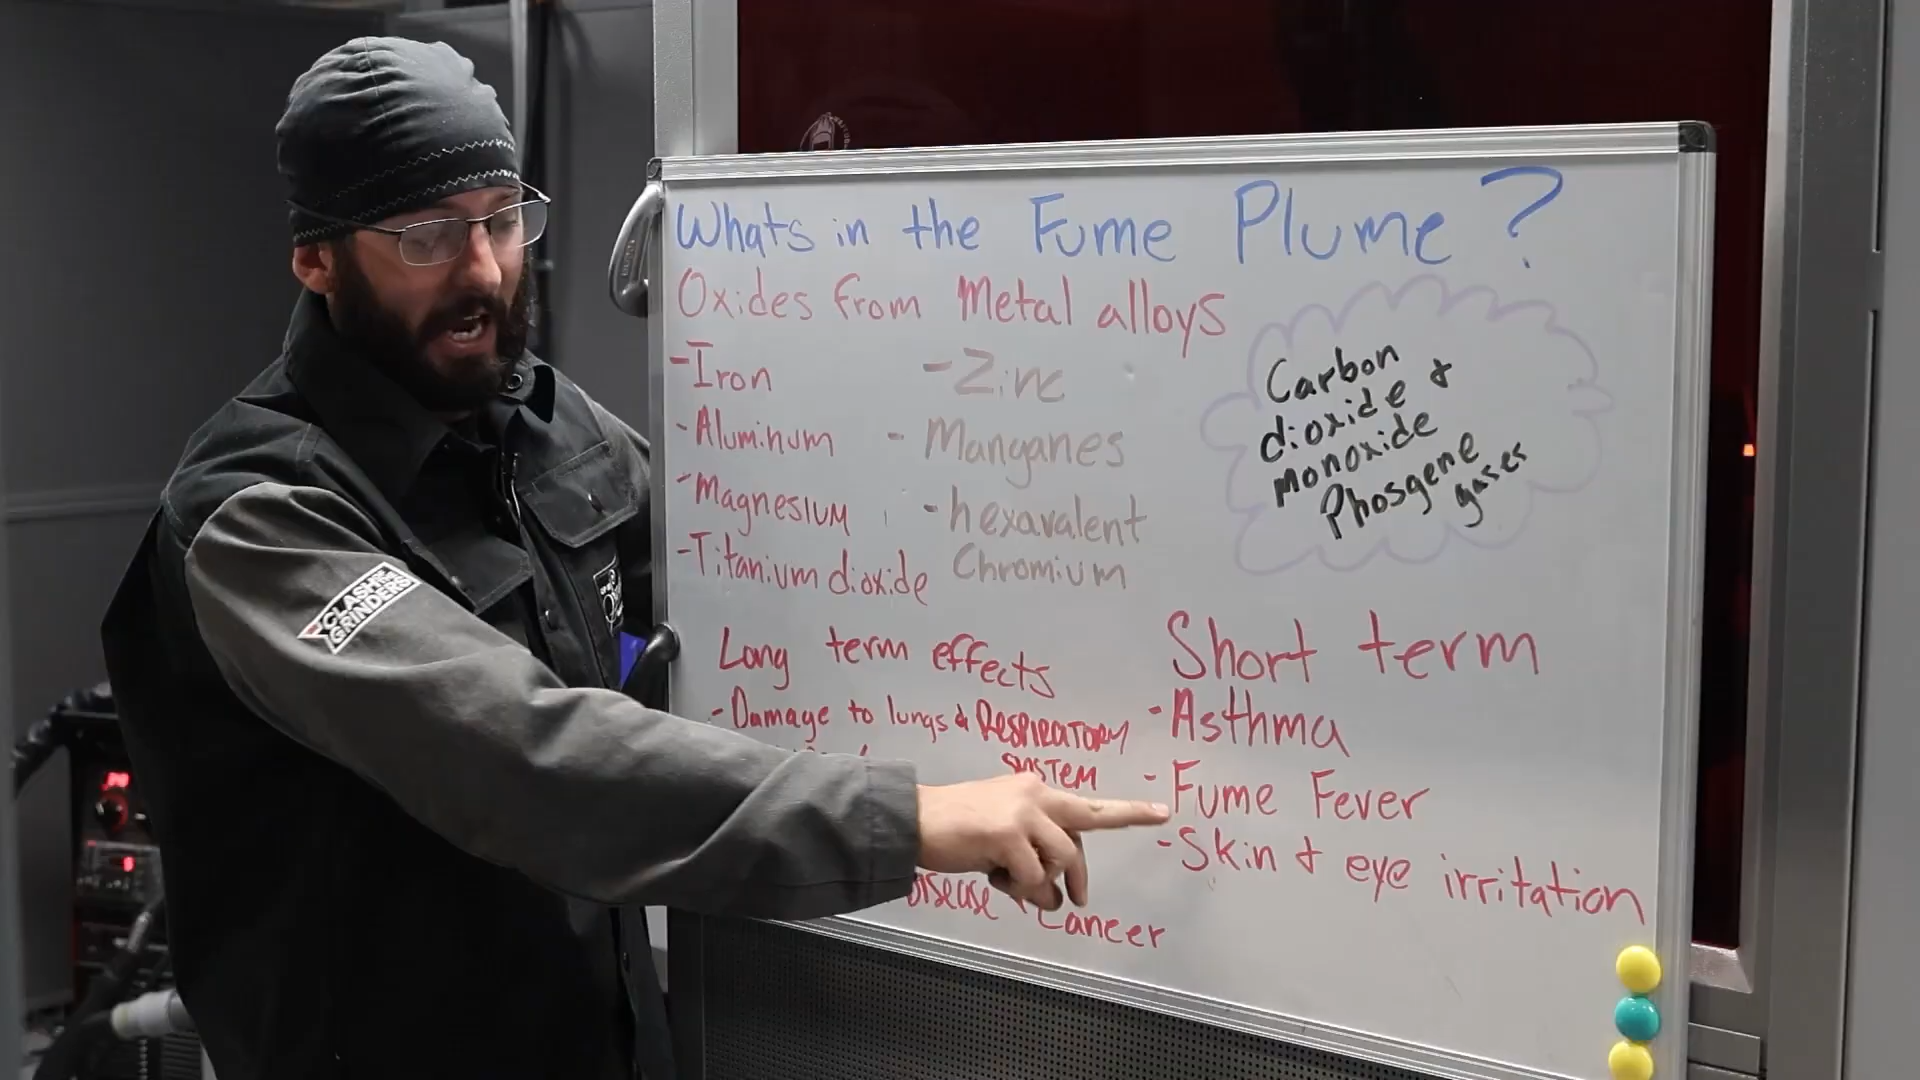 Whats in the Fume Plume?
Oxides from Metal alloys
-Iron
-Aluminum
-Magnesium
-Titanium dioxide
-Zinc
-Manganes
-hexavalent
Chromium
Carbon
dioxide &
monoxide
Phosgene
gases
Long term effects
-Damage to lungs & RESPIRATORY
SYSTEM
Disease
Cancer
Short term
-Asthma
-Fume Fever
-Skin & eye irritation
CLASH OF THE
GRINDERS